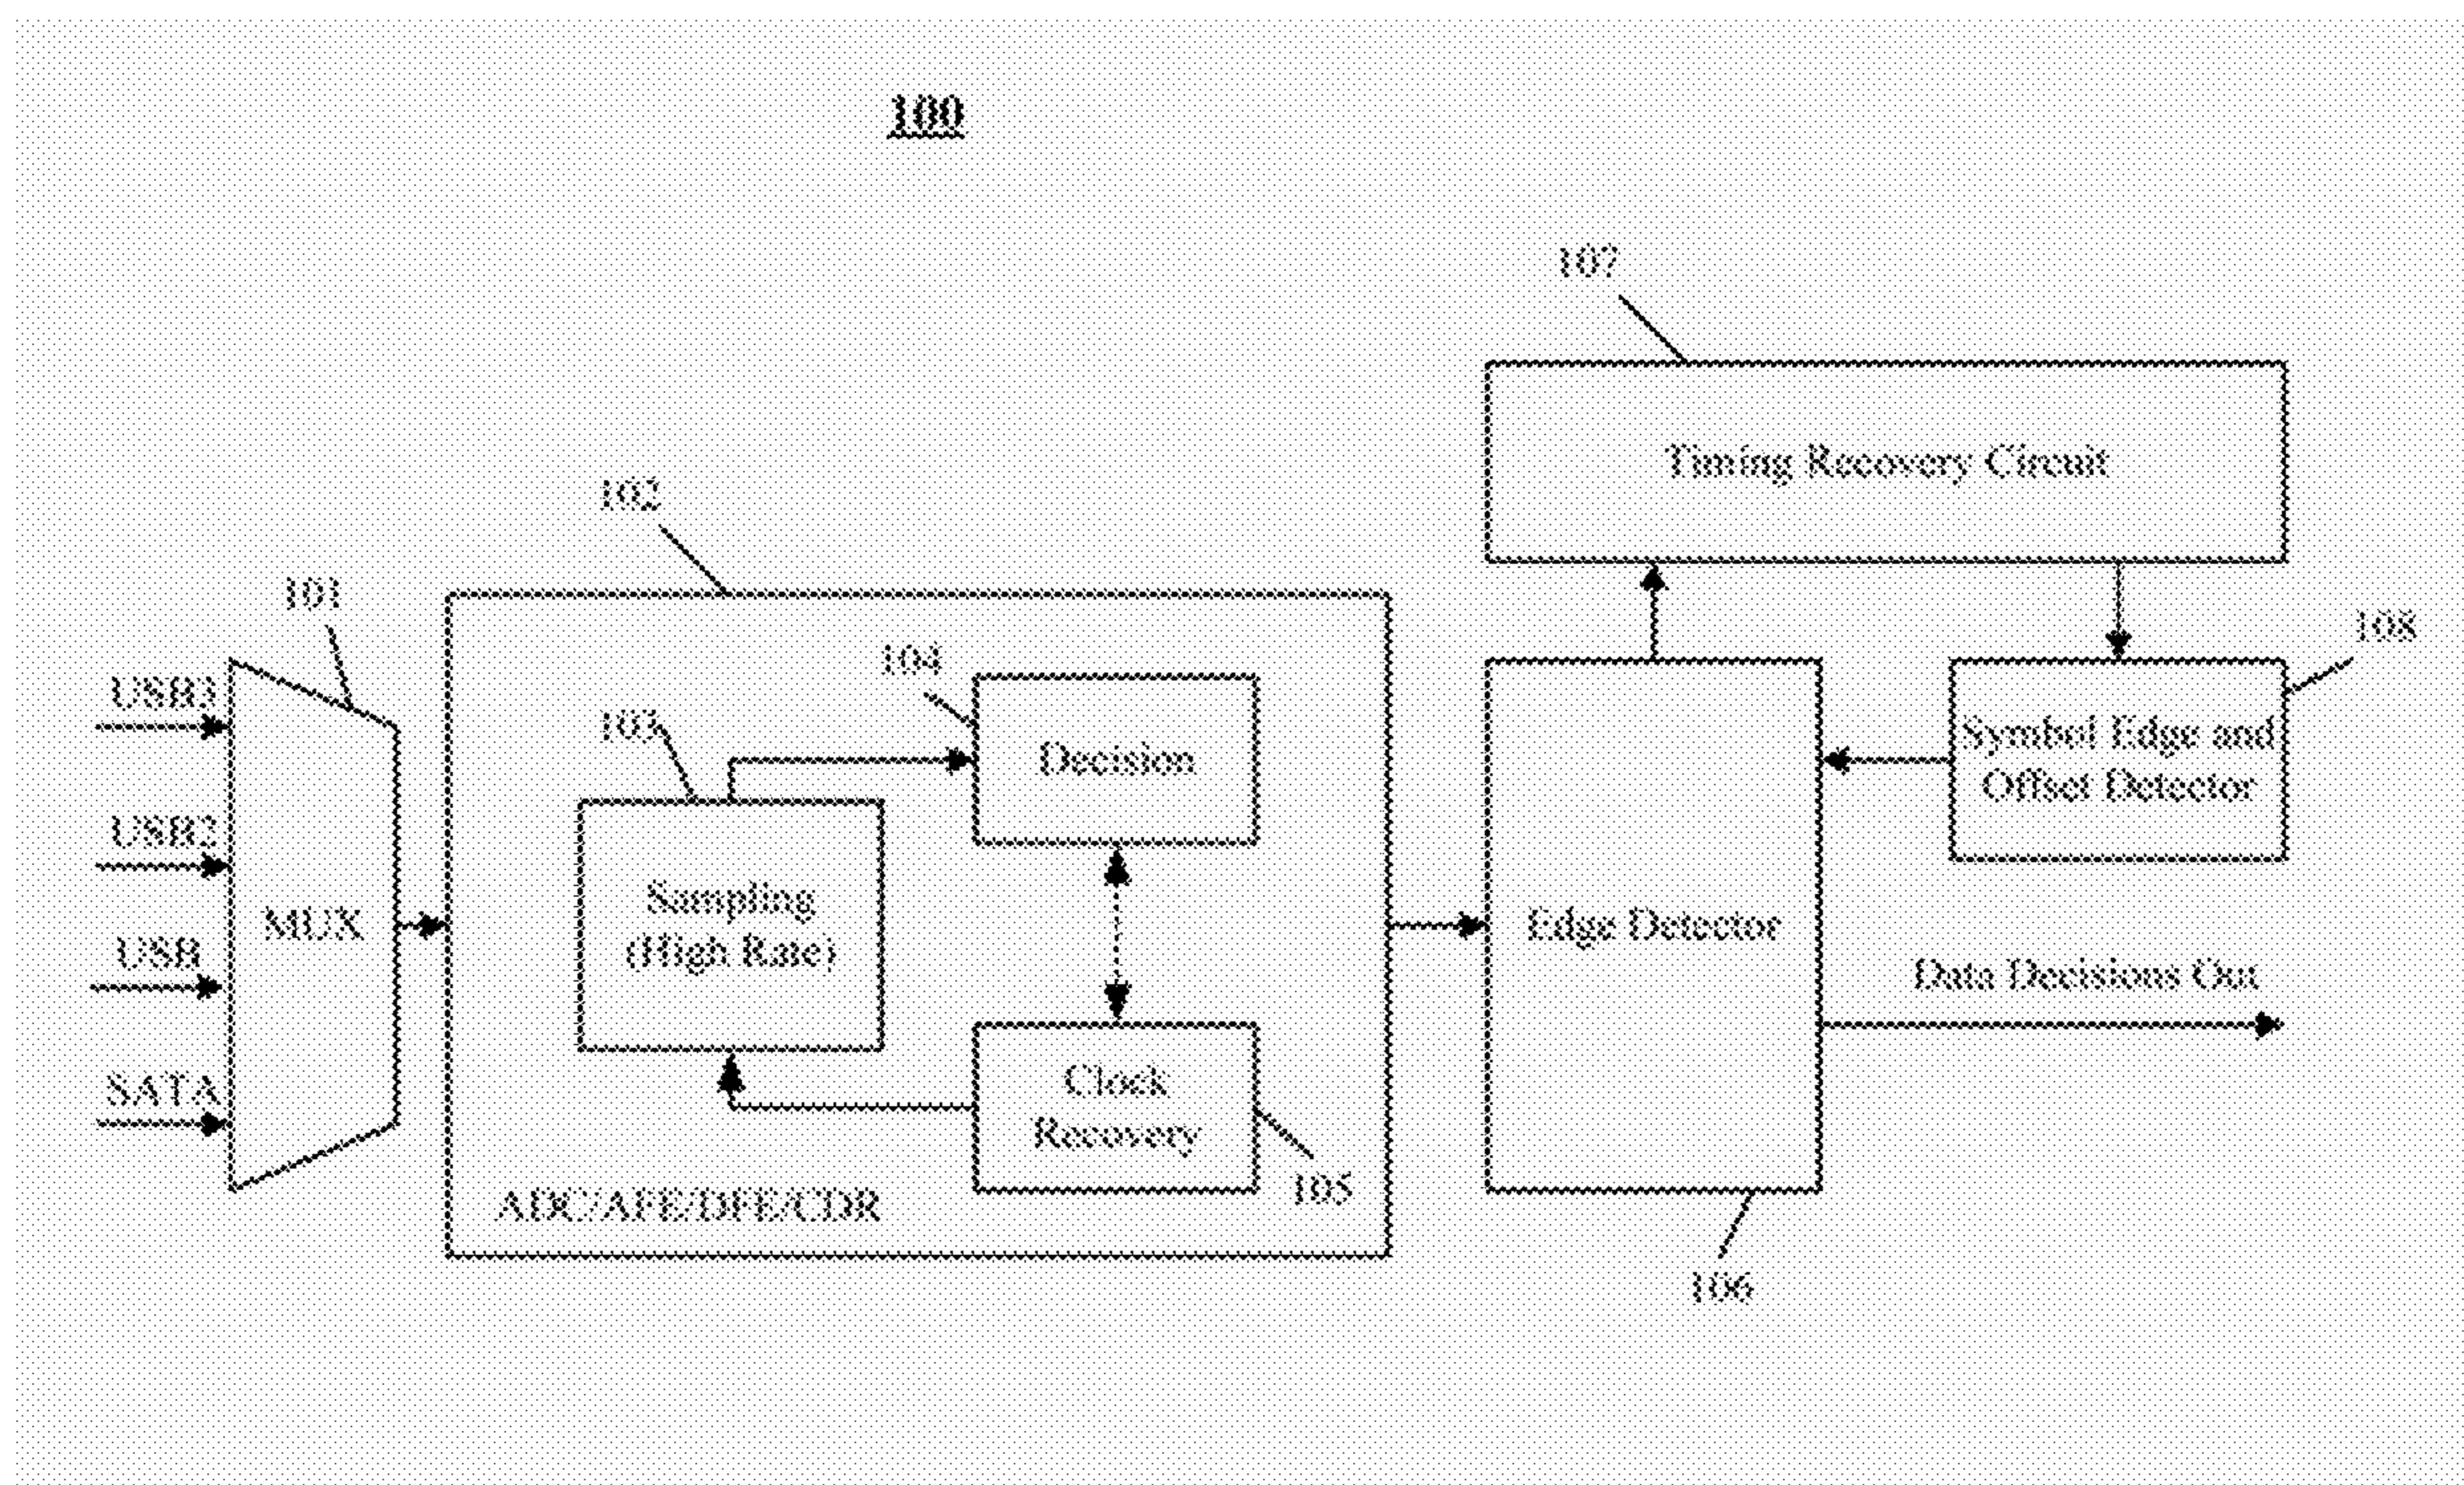 100
107
Timing Recovery Circuit
102
101
108
104
USB3
103
Decision
Symbol Edge and
Offset Detector
USB2
Sampling
(High Rate)
MUX
Edge Detector
USB
Data Decisions Out
SATA
Clock
Recovery
105
ADC/AFE/DFE/CDR
106